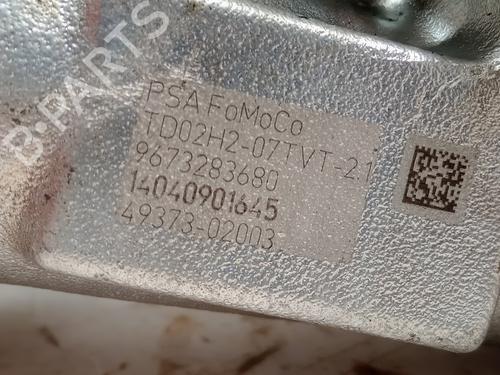 B-PARTS
PSA FoMoCo
TD02H2-07TVT-2.1
9673283680
14040901645
49373-02003